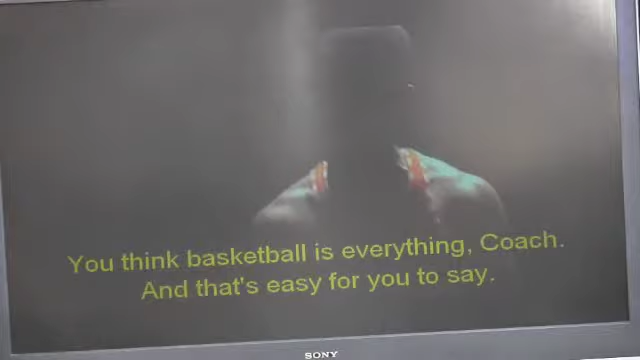 You think basketball is everything, Coach.
And that's easy for you to say.
SONY